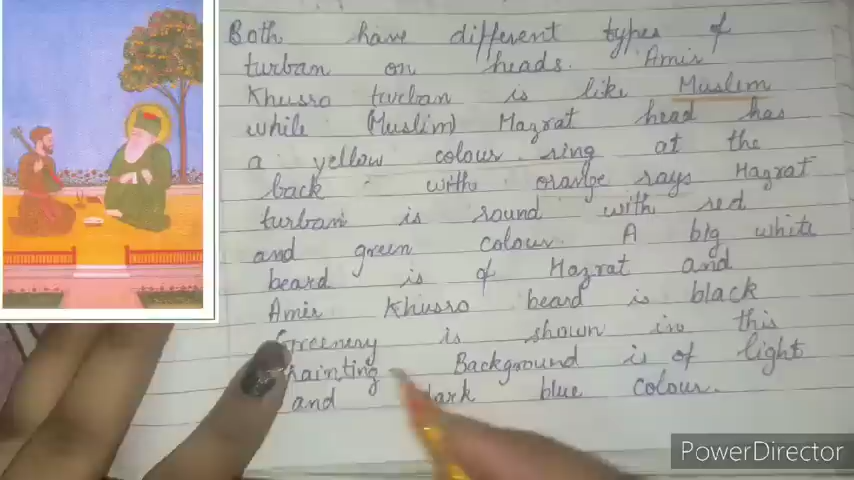 Both have different types of
turban on heads. Amir
Khusro turban is like Muslim
while (Muslim) Hazrat head has
a yellow colour ring at the
back with orange rays Hazrat
turban is round with red
and green colour. A big white
beard is of Hazrat and
Amir Khusro beard is black
Greenery is shown in this
Painting Background is of light
and dark blue colour.
PowerDirector